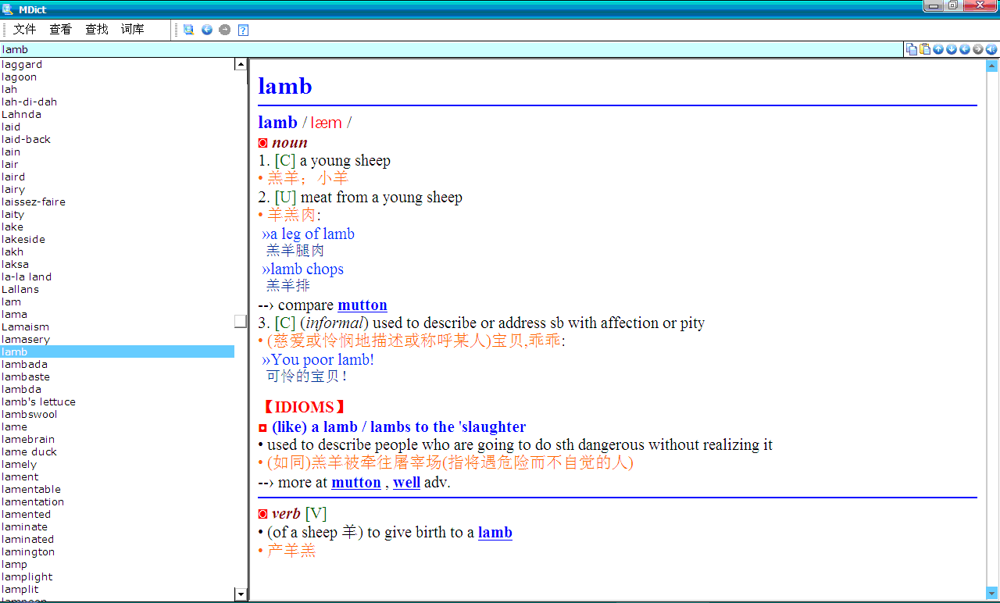 MDict
文件 查看 查找 词库
lamb
laggard
lagoon
lah
lah-di-dah
Lahnda
laid
laid-back
lain
lair
laird
lairy
laissez-faire
laity
lake
lakeside
lakh
laksa
la-la land
Lallans
lam
lama
Lamaism
lamasery
lamb
lambada
lambaste
lambda
lamb's lettuce
lambswool
lame
lamebrain
lame duck
lamely
lament
lamentable
lamentation
lamented
laminate
laminated
lamington
lamp
lamplight
lamplit
lamb
lamb / læm /
noun
1. [C] a young sheep
• 羔羊；小羊
2. [U] meat from a young sheep
• 羊羔肉:
»a leg of lamb
羔羊腿肉
»lamb chops
羔羊排
--› compare mutton
3. [C] (informal) used to describe or address sb with affection or pity
• (慈爱或怜悯地描述或称呼某人)宝贝,乖乖:
»You poor lamb!
可怜的宝贝！
【IDIOMS】
(like) a lamb / lambs to the 'slaughter
• used to describe people who are going to do sth dangerous without realizing it
• (如同)羔羊被牵往屠宰场(指将遇危险而不自觉的人)
--› more at mutton , well adv.
verb [V]
• (of a sheep 羊) to give birth to a lamb
• 产羊羔